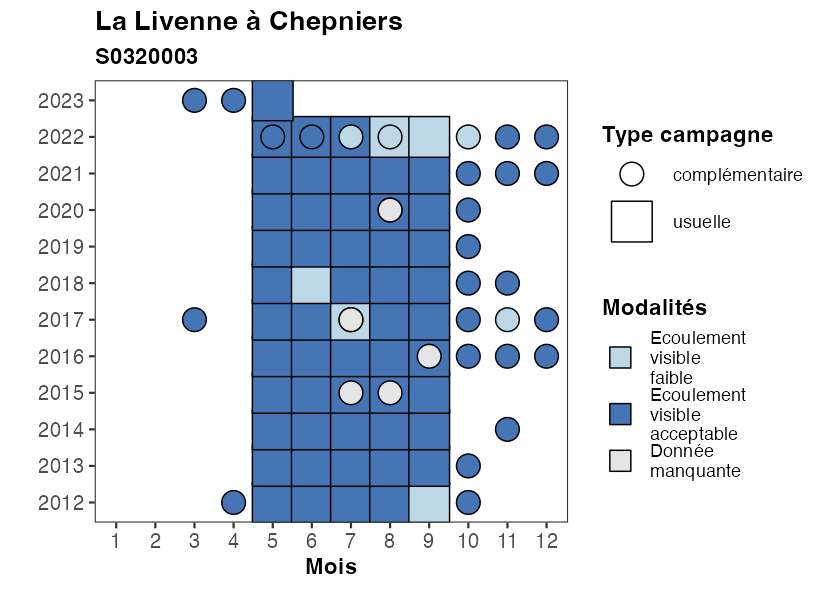 La Livenne à Chepniers
S0320003
2023
2022
2021
2020
2019
2018
2017
2016
2015
2014
2013
2012
1 2 3 4 5 6 7 8 9 10 11 12
Mois
Type campagne
complémentaire
usuelle
Modalités
Ecoulement
visible
faible
Ecoulement
visible
acceptable
Donnée
manquante